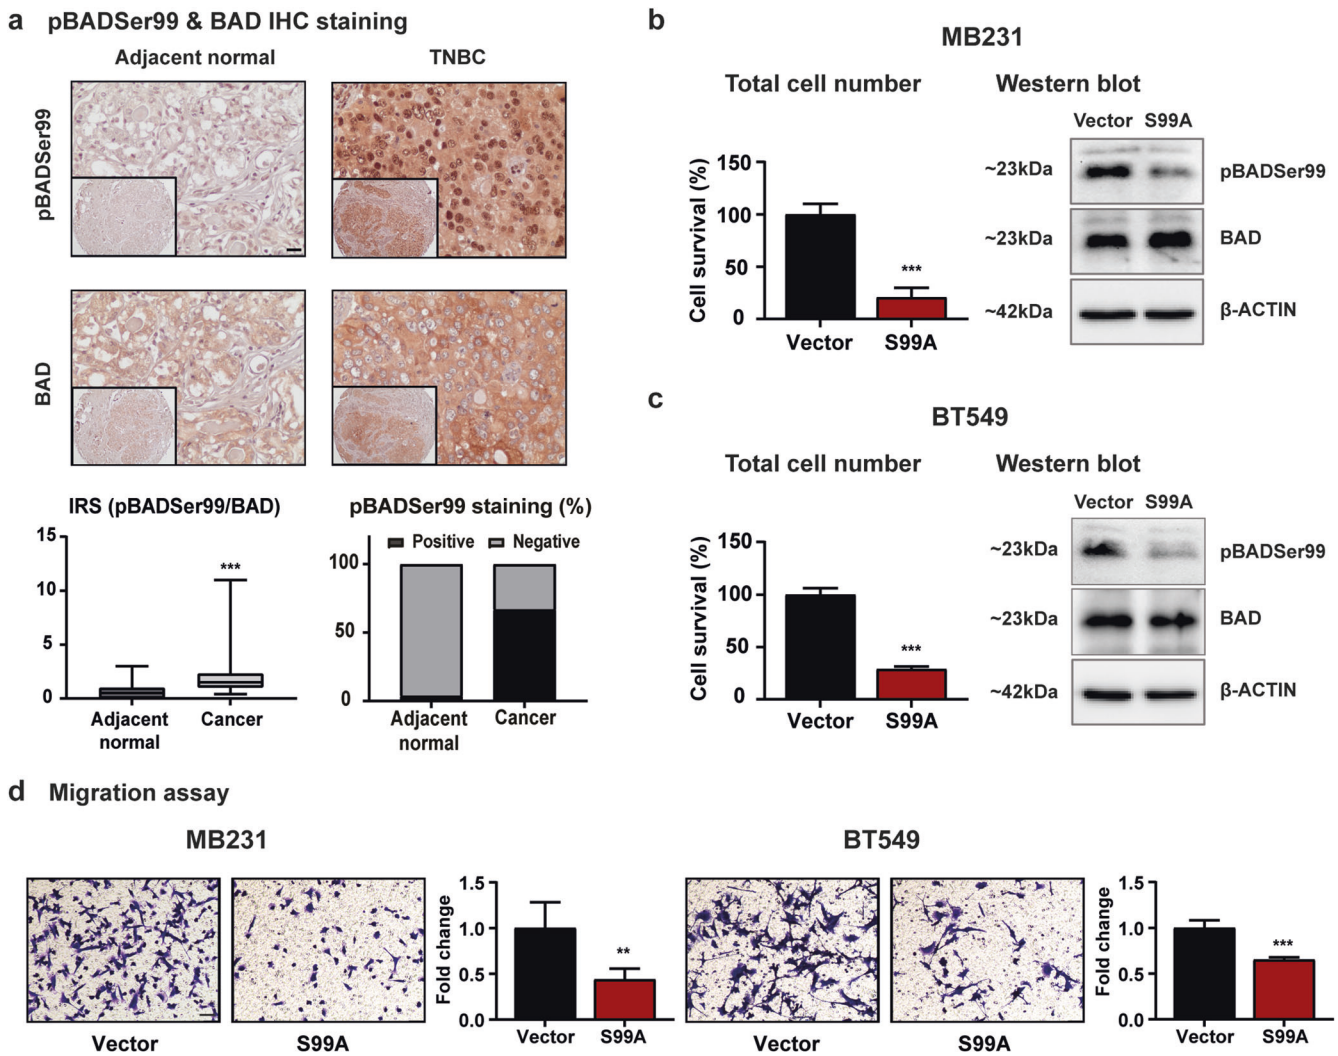 a pBADSer99 & BAD IHC staining
Adjacent normal
TNBC
pBADSer99
BAD
IRS (pBADSer99/BAD)
15
10
5
0
***
Adjacent
normal
Cancer
pBADSer99 staining (%)
Positive
Negative
100
50
0
Adjacent
normal
Cancer
b
MB231
Total cell number
Cell survival (%)
150
100
50
0
***
Vector
S99A
Western blot
Vector S99A
~23kDa
pBADSer99
~23kDa
BAD
~42kDa
β-ACTIN
c
BT549
Total cell number
Cell survival (%)
150
100
50
0
***
Vector
S99A
Western blot
Vector S99A
~23kDa
pBADSer99
~23kDa
BAD
~42kDa
β-ACTIN
d Migration assay
MB231
Vector
S99A
Fold change
1.5
1.0
0.5
0.0
**
Vector
S99A
BT549
Vector
S99A
Fold change
1.5
1.0
0.5
0.0
***
Vector
S99A